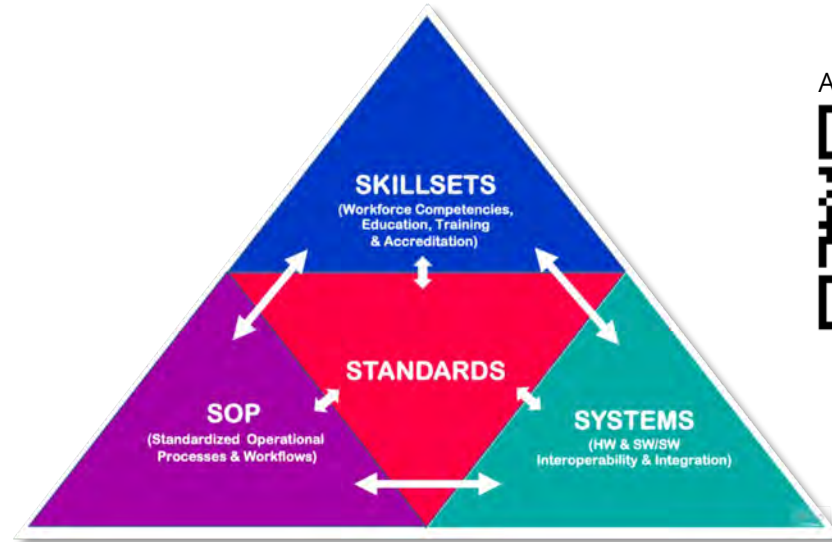 SKILLSETS
(Workforce Competencies,
Education, Training
& Accreditation)
STANDARDS
SOP
(Standardized Operational
Processes & Workflows)
SYSTEMS
(HW & SW/SW
Interoperability & Integration)
A